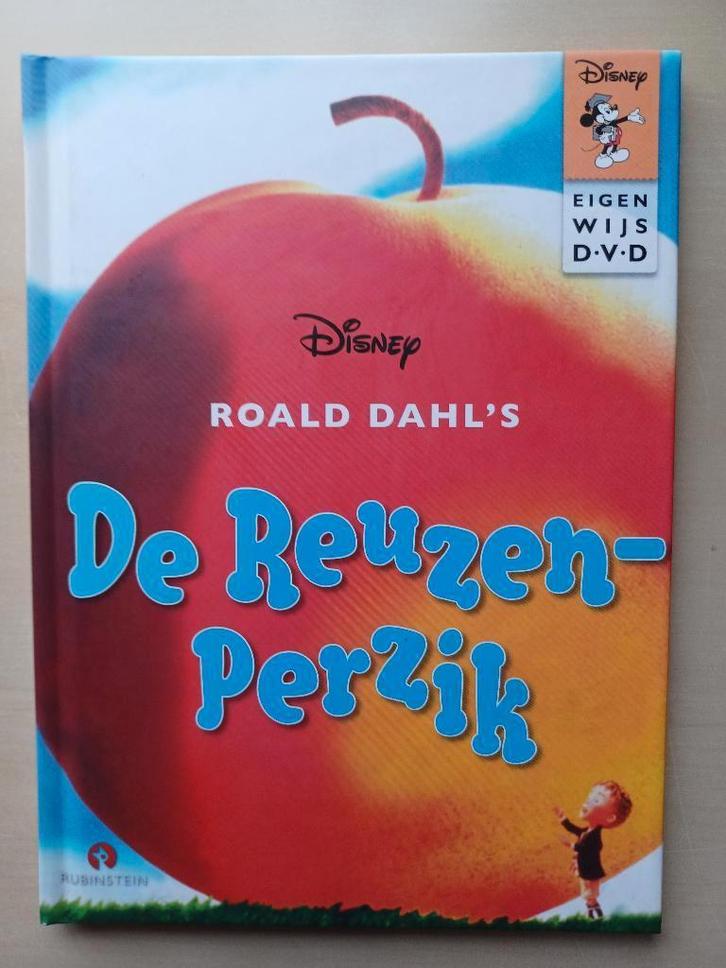 DISNEY
EIGEN
WIJS
D·V·D
DISNEY
ROALD DAHL'S
De Reuzen-
perzik
RUBINSTEIN